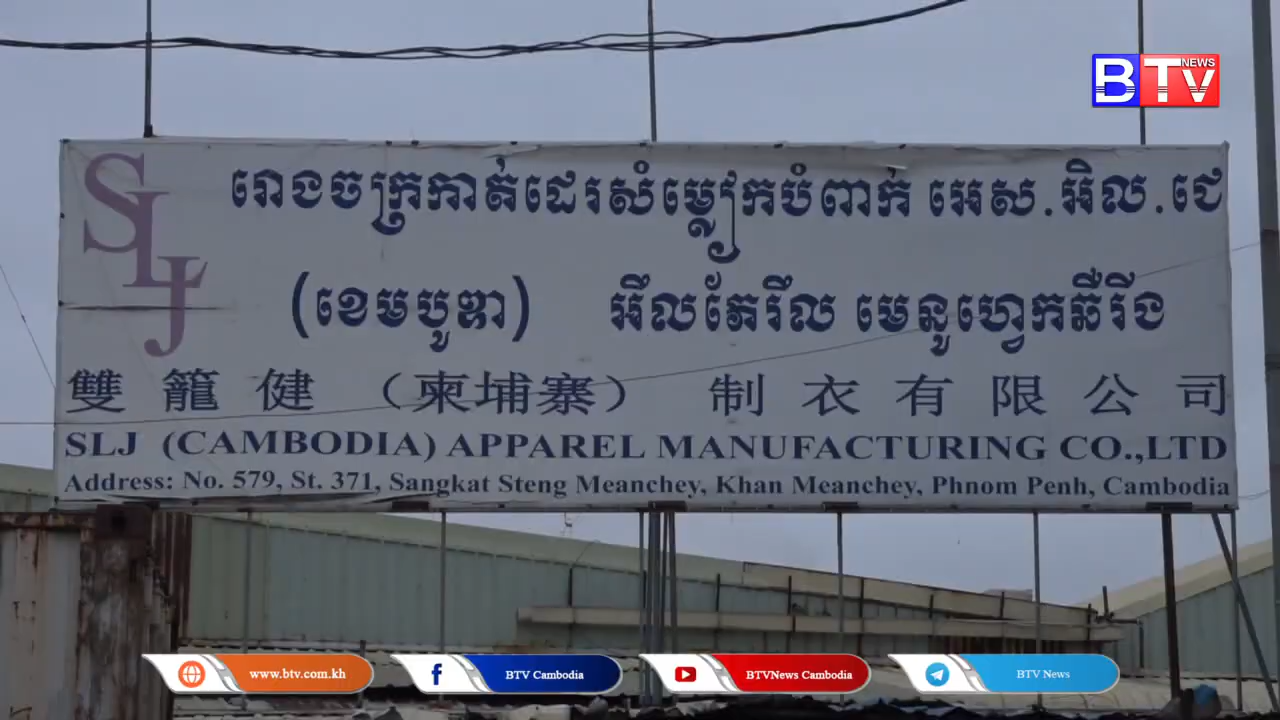 BTV NEWS
SLJ
រោងចក្រកាត់ដេរសំម្លៀកបំពាក់ អេស.អិល.ជេ
(ខេមបូឌា) អឹលភែរីល មេនូហ្វេកឆឺរីង
雙籠健（柬埔寨）制衣有限公司
SLJ (CAMBODIA) APPAREL MANUFACTURING CO.,LTD
Address: No. 579, St. 371, Sangkat Steng Meanchey, Khan Meanchey, Phnom Penh, Cambodia
www.btv.com.kh
BTV Cambodia
BTVNews Cambodia
BTV News